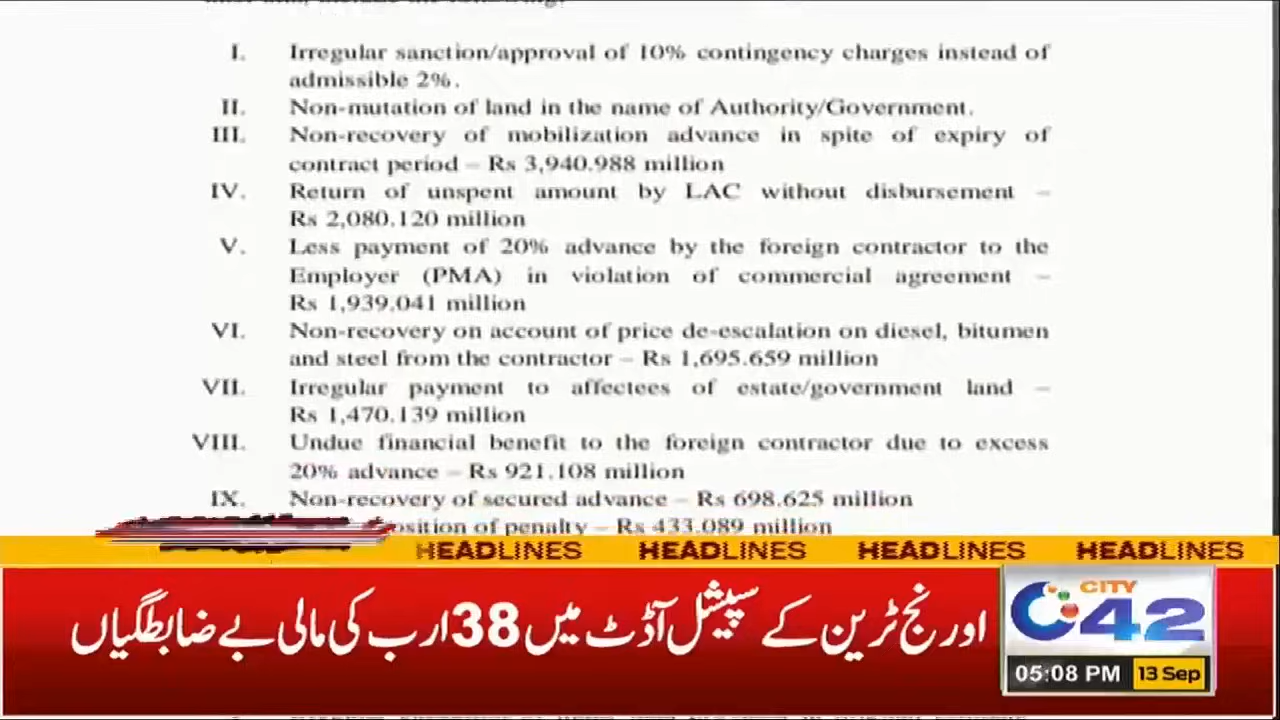 I. Irregular sanction/approval of 10% contingency charges instead of
admissible 2%.
II. Non-mutation of land in the name of Authority/Government.
III. Non-recovery of mobilization advance in spite of expiry of
contract period – Rs 3,940.988 million
IV. Return of unspent amount by LAC without disbursement –
Rs 2,080.120 million
V. Less payment of 20% advance by the foreign contractor to the
Employer (PMA) in violation of commercial agreement –
Rs 1,939.041 million
VI. Non-recovery on account of price de-escalation on diesel, bitumen
and steel from the contractor – Rs 1,695.659 million
VII. Irregular payment to affectees of estate/government land –
Rs 1,470.139 million
VIII. Undue financial benefit to the foreign contractor due to excess
20% advance – Rs 921.108 million
IX. Non-recovery of secured advance – Rs 698.625 million
of penalty – Rs 433.089 million
HEADLINES HEADLINES HEADLINES HEADLINES
اورنج ٹرین کے سپیشل آڈٹ میں 38 ارب کی مالی بے ضابطگیاں
CITY
42
05:08 PM 13 Sep